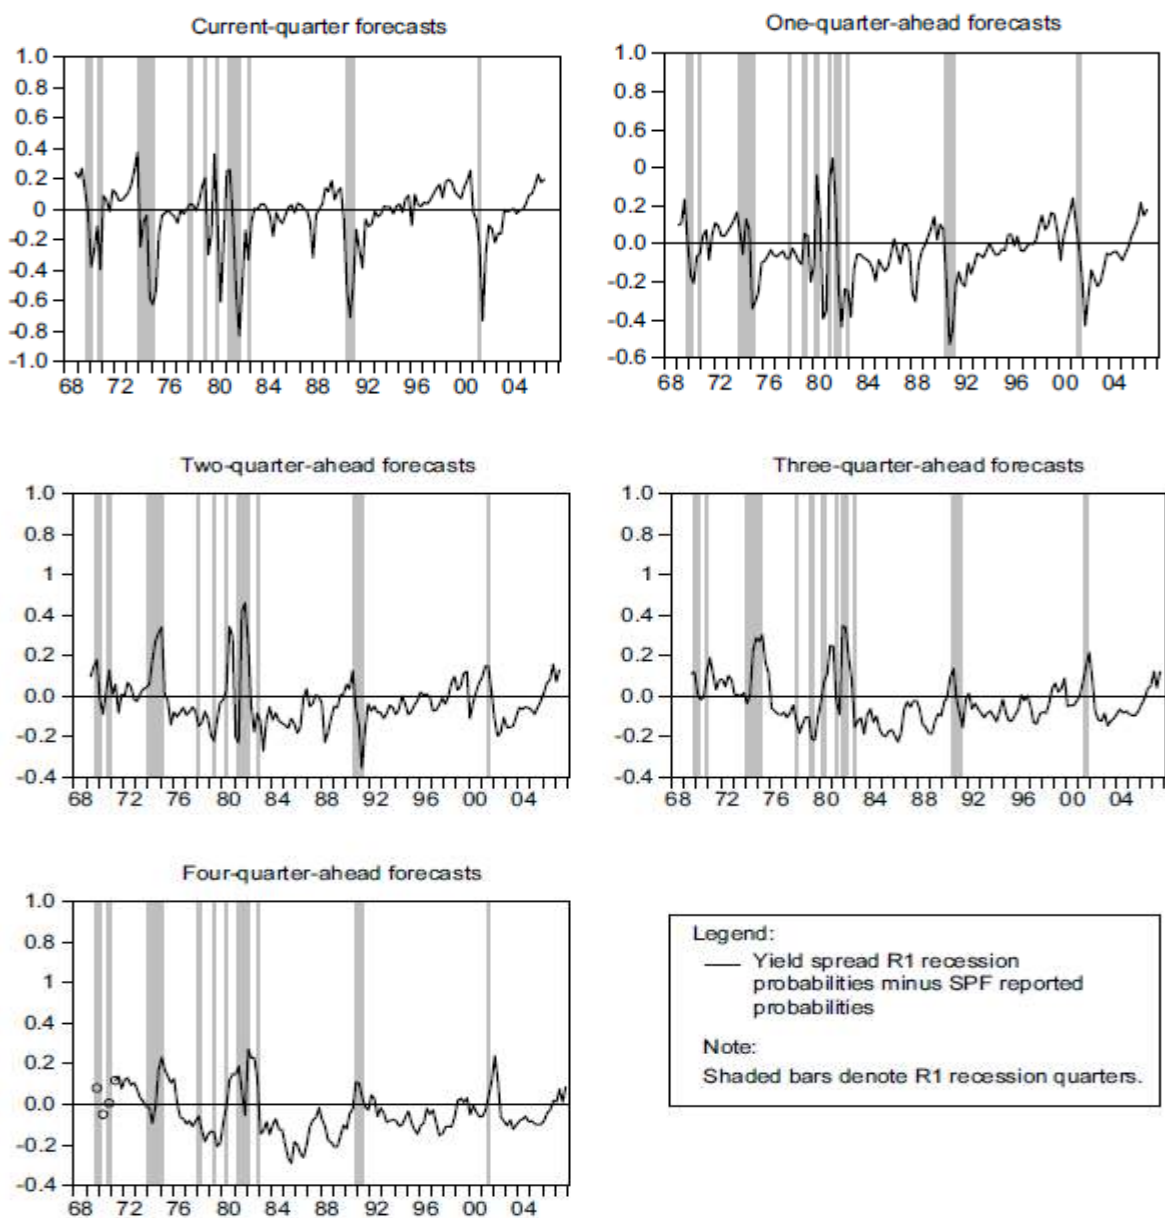 Current-quarter forecasts
1.0
0.8
0.6
0.4
0.2
0
-0.2
-0.4
-0.6
-0.8
-1.0
68 72 76 80 84 88 92 96 00 04
One-quarter-ahead forecasts
1.0
0.8
0.6
0
0.2
0.0
-0.2
-0.4
-0.6
68 72 76 80 84 88 92 96 00 04
Two-quarter-ahead forecasts
1.0
0.8
1
0.4
0.2
0.0
-0.2
-0.4
68 72 76 80 84 88 92 96 00 04
Three-quarter-ahead forecasts
1.0
0.8
1
0.4
0.2
0.0
-0.2
-0.4
68 72 76 80 84 88 92 96 00 04
Four-quarter-ahead forecasts
1.0
0.8
1
0.4
0.2
0.0
-0.2
-0.4
68 72 76 80 84 88 92 96 00 04
Legend:
Yield spread R1 recession
probabilities minus SPF reported
probabilities
Note:
Shaded bars denote R1 recession quarters.